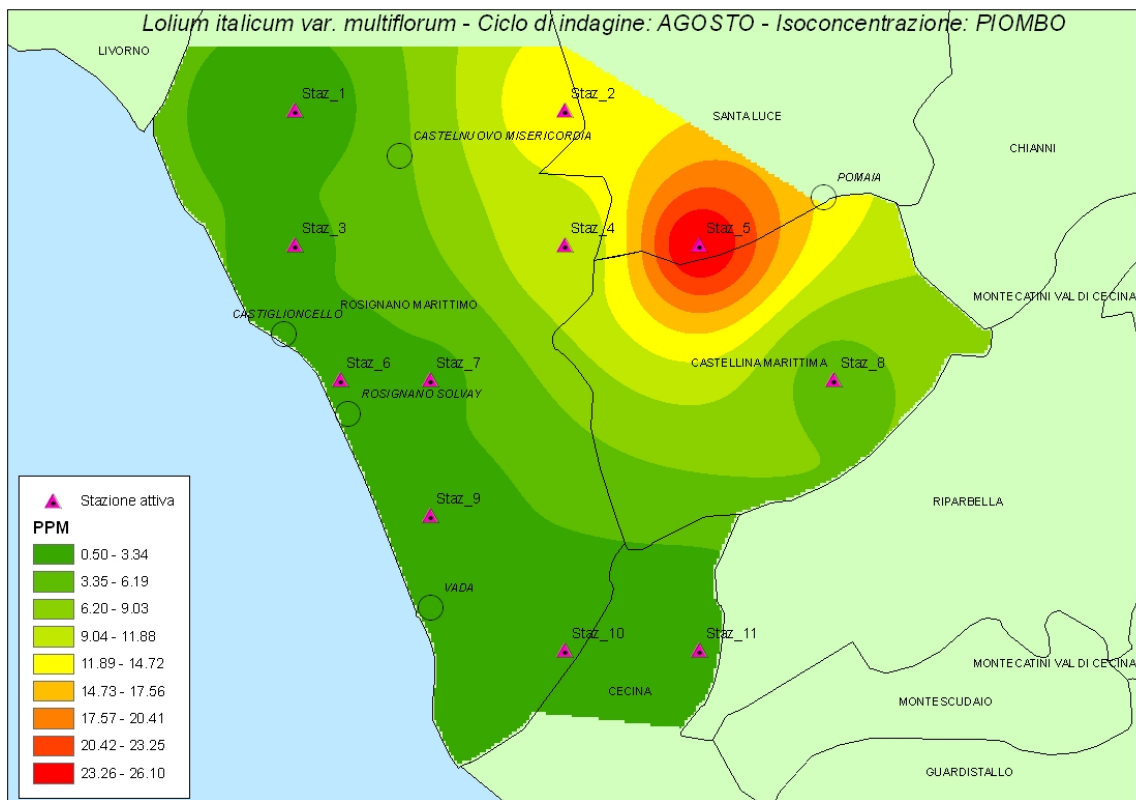 Lolium italicum var. multiflorum - Ciclo di indagine: AGOSTO - Isoconcentrazione: PIOMBO
LIVORNO
Staz_1
Staz_2
SANTA LUCE
CASTELNUOVO MISERICORDIA
CHIANNI
POMAIA
Staz_3
Staz_4
Staz_5
MONTECATINI VAL DI CECINA
ROSIGNANO MARITTIMO
CASTIGLIONCELLO
Staz_6
Staz_7
CASTELLINA MARITTIMA
Staz_8
ROSIGNANO SOLVAY
Staz_9
RIPARBELLA
VADA
Staz_10
Staz_11
MONTECATINI VAL DI CECINA
CECINA
MONTESCUDAIO
GUARDISTALLO
Stazione attiva
PPM
0.50 - 3.34
3.35 - 6.19
6.20 - 9.03
9.04 - 11.88
11.89 - 14.72
14.73 - 17.56
17.57 - 20.41
20.42 - 23.25
23.26 - 26.10